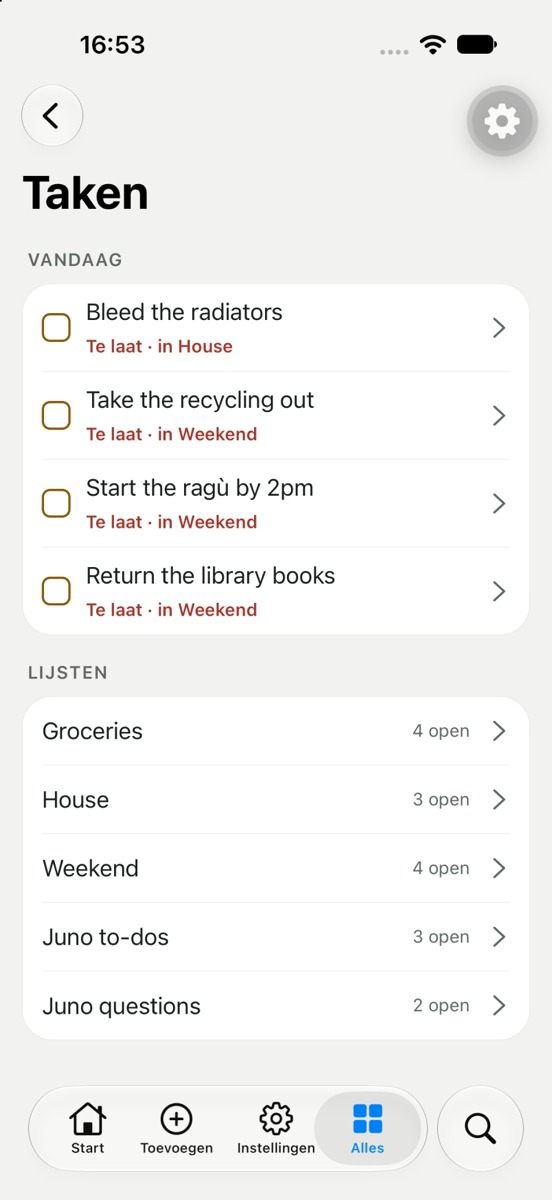 16:53
Taken
VANDAAG
Bleed the radiators
Te laat · in House
Take the recycling out
Te laat · in Weekend
Start the ragù by 2pm
Te laat · in Weekend
Return the library books
Te laat · in Weekend
LIJSTEN
Groceries 4 open
House 3 open
Weekend 4 open
Juno to-dos 3 open
Juno questions 2 open
Start Toevoegen Instellingen Alles